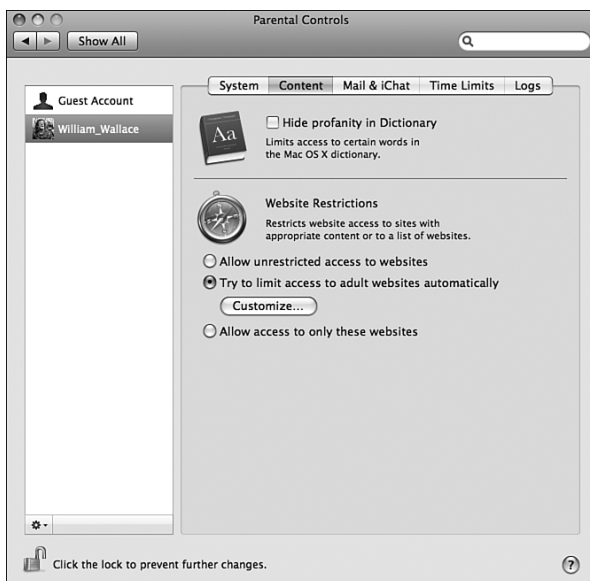 Parental Controls
Show All
System Content Mail & iChat Time Limits Logs
Guest Account
William_Wallace
Aa
Hide profanity in Dictionary
Limits access to certain words in
the Mac OS X dictionary.
Website Restrictions
Restricts website access to sites with
appropriate content or to a list of websites.
Allow unrestricted access to websites
Try to limit access to adult websites automatically
Customize...
Allow access to only these websites
Click the lock to prevent further changes.
?